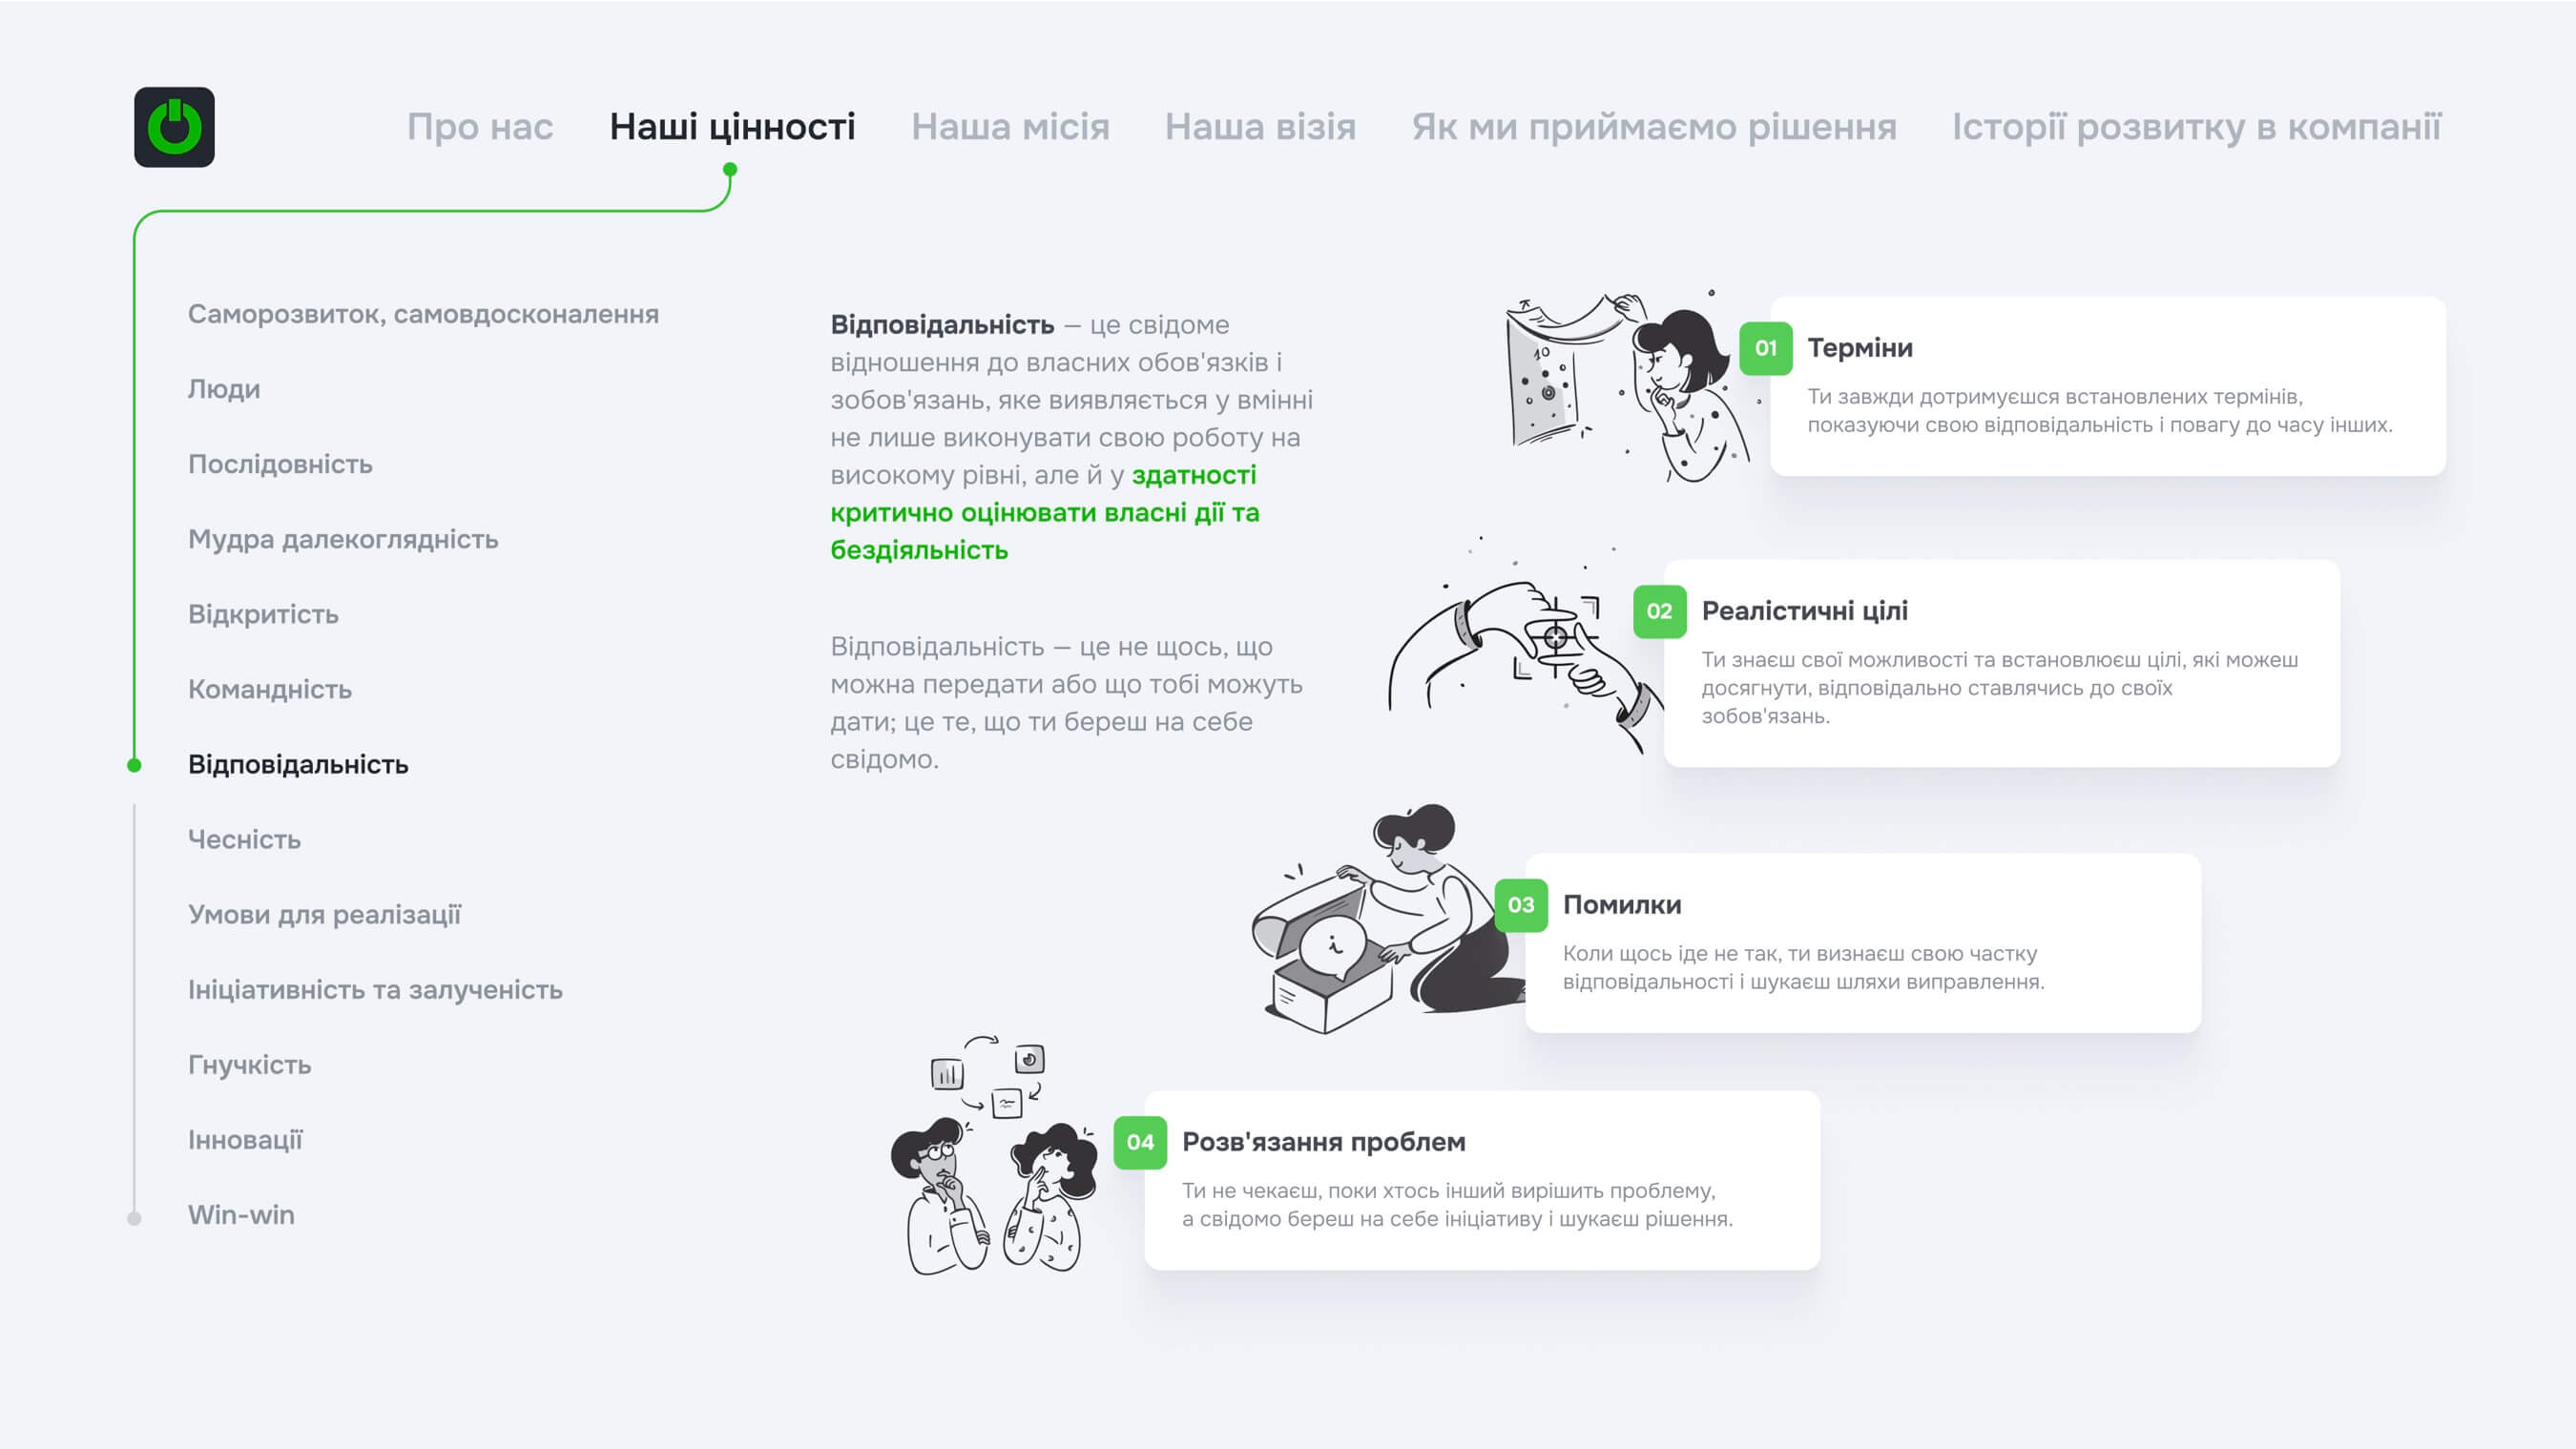 Про нас
Наші цінності
Наша місія
Наша візія
Як ми приймаємо рішення
Історії розвитку в компанії
Саморозвиток, самовдосконалення
Люди
Послідовність
Мудра далекоглядність
Відкритість
Командність
Відповідальність
Чесність
Умови для реалізації
Ініціативність та залученість
Гнучкість
Інновації
Win-win
Відповідальність — це свідоме
відношення до власних обов'язків і
зобов'язань, яке виявляється у вмінні
не лише виконувати свою роботу на
високому рівні, але й у здатності
критично оцінювати власні дії та
бездіяльність
Відповідальність — це не щось, що
можна передати або що тобі можуть
дати; це те, що ти береш на себе
свідомо.
10
01
Терміни
Ти завжди дотримуєшся встановлених термінів,
показуючи свою відповідальність і повагу до часу інших.
02
Реалістичні цілі
Ти знаєш свої можливості та встановлюєш цілі, які можеш
досягнути, відповідально ставлячись до своїх
зобов'язань.
i
03
Помилки
Коли щось іде не так, ти визнаєш свою частку
відповідальності і шукаєш шляхи виправлення.
04
Розв'язання проблем
Ти не чекаєш, поки хтось інший вирішить проблему,
а свідомо береш на себе ініціативу і шукаєш рішення.